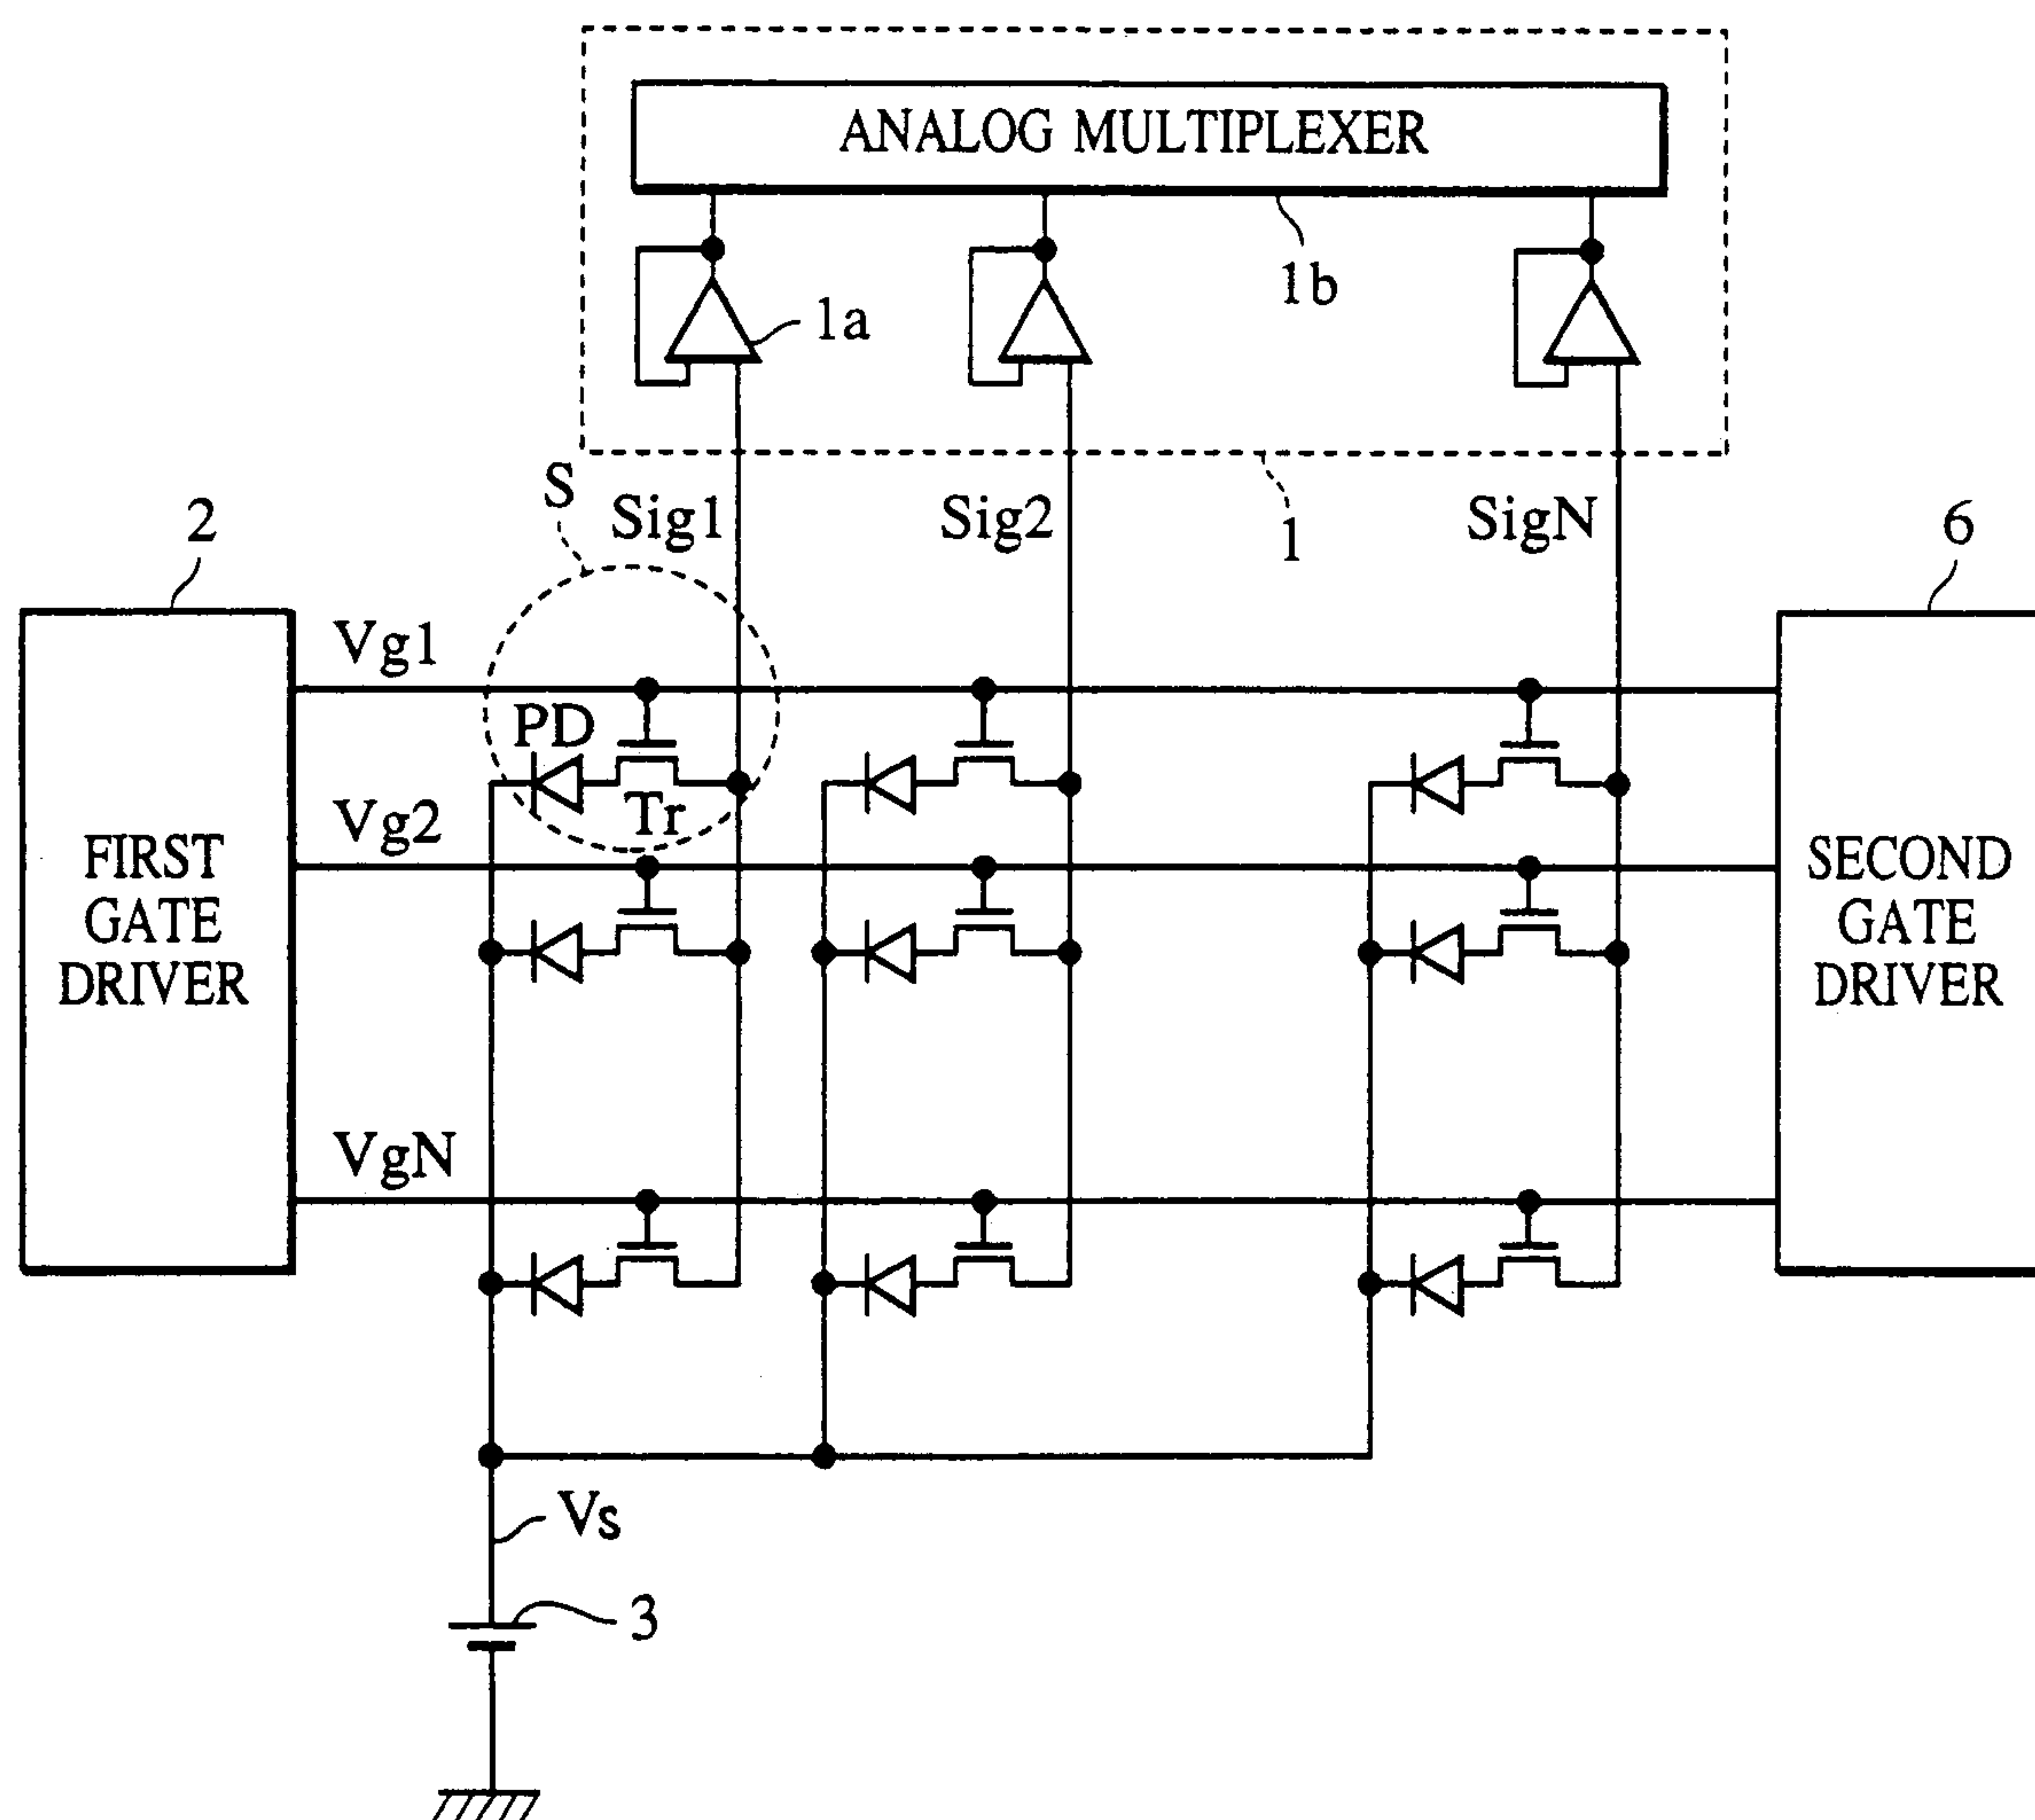 ANALOG MULTIPLEXER
1a
1b
S
Sig1
Sig2
SigN
1
2
6
Vg1
PD
Tr
Vg2
FIRST
GATE
DRIVER
SECOND
GATE
DRIVER
VgN
Vs
3